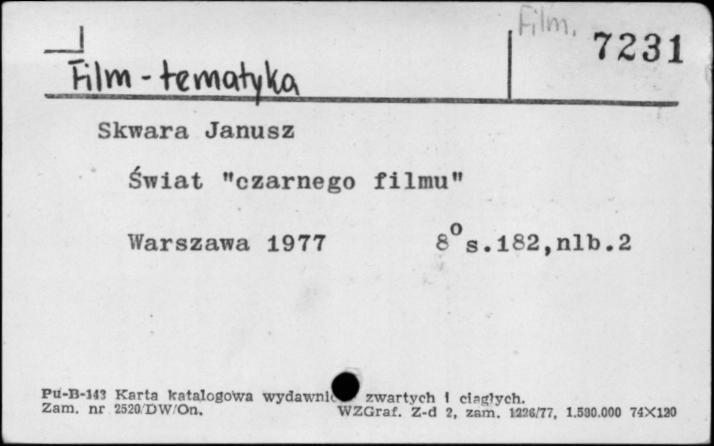 Film.
7231
Film - tematyka
Skwara Janusz
Świat "czarnego filmu"
Warszawa 1977 8° s.182,nlb.2
Pu-B-143 Karta katalogowa wydawnic zwartych i ciągłych.
Zam. nr 2520/DW/On. WZGraf. Z-d 2, zam. 1226/77, 1.530.000 74X120